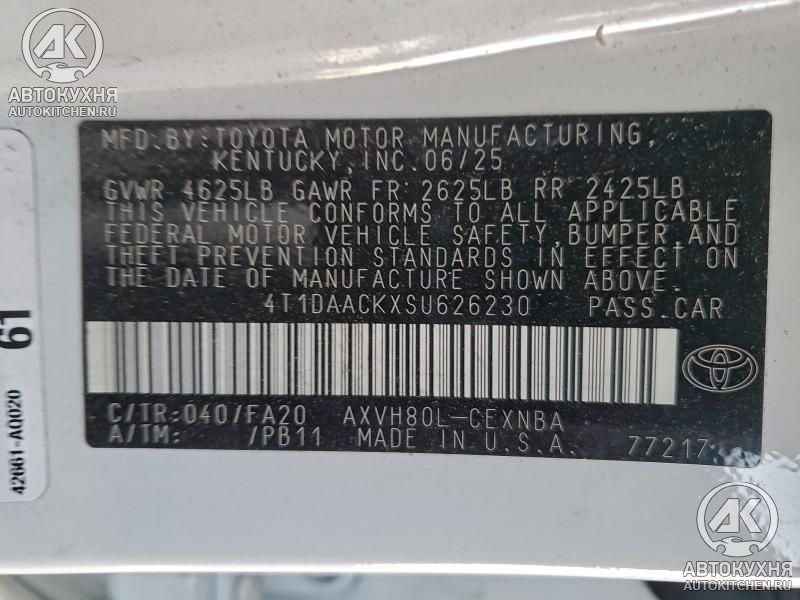 AK
АВТОКУХНЯ
AUTOKITCHEN.RU
MFD.BY:TOYOTA MOTOR MANUFACTURING,
KENTUCKY,INC.06/25
GVWR 4625LB GAWR FR 2625LB RR 2425LB
THIS VEHICLE CONFORMS TO ALL APPLICABLE
FEDERAL MOTOR VEHICLE SAFETY,BUMPER,AND
THEFT PREVENTION STANDARDS IN EFFECT ON
THE DATE OF MANUFACTURE SHOWN ABOVE.
4T1DAACKXSU626230 PASS.CAR
C/TR:040/FA20 AXVH80L-CEXNBA
A/TM: /PB11 MADE IN U.S.A. 77217
61
42661-A0020
AK
АВТОКУХНЯ
AUTOKITCHEN.RU